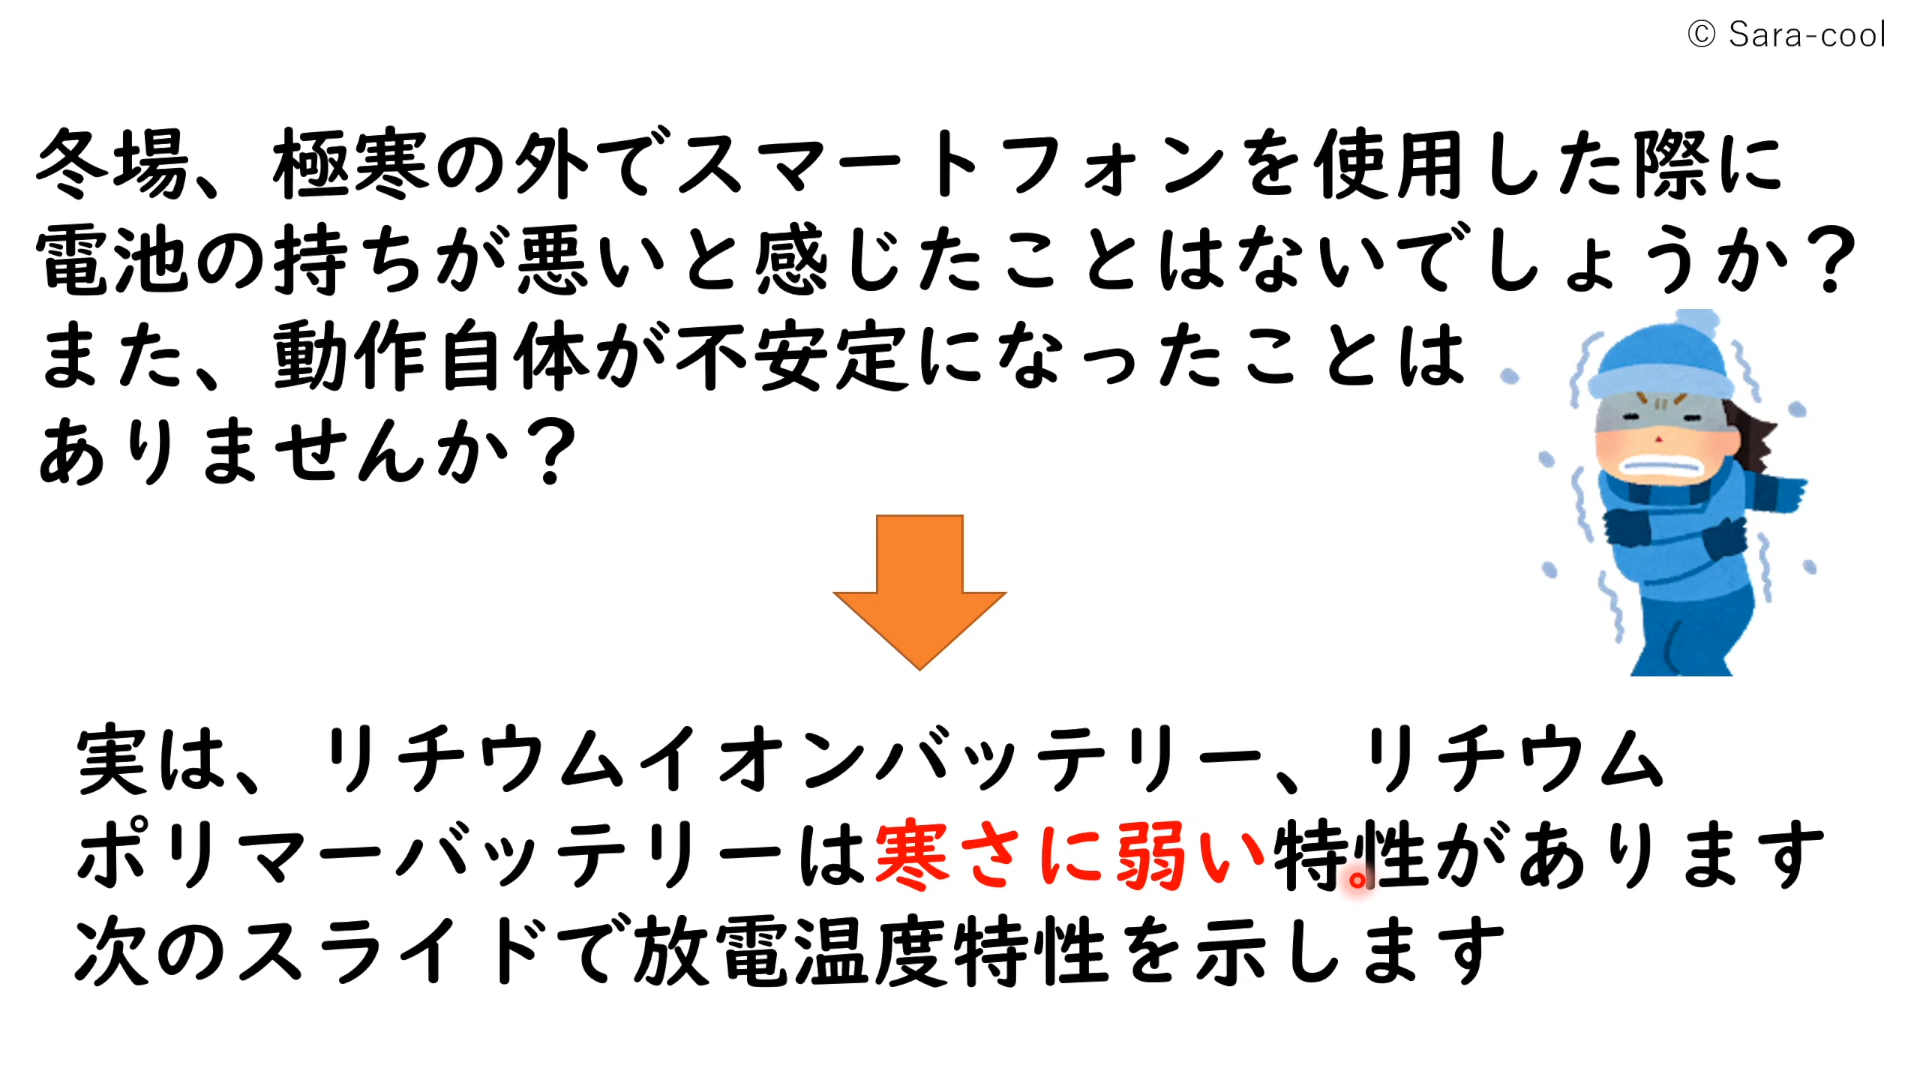 © Sara-cool
冬場、極寒の外でスマートフォンを使用した際に
電池の持ちが悪いと感じたことはないでしょうか？
また、動作自体が不安定になったことは
ありませんか？
実は、リチウムイオンバッテリー、リチウム
ポリマーバッテリーは寒さに弱い特性があります
次のスライドで放電温度特性を示します